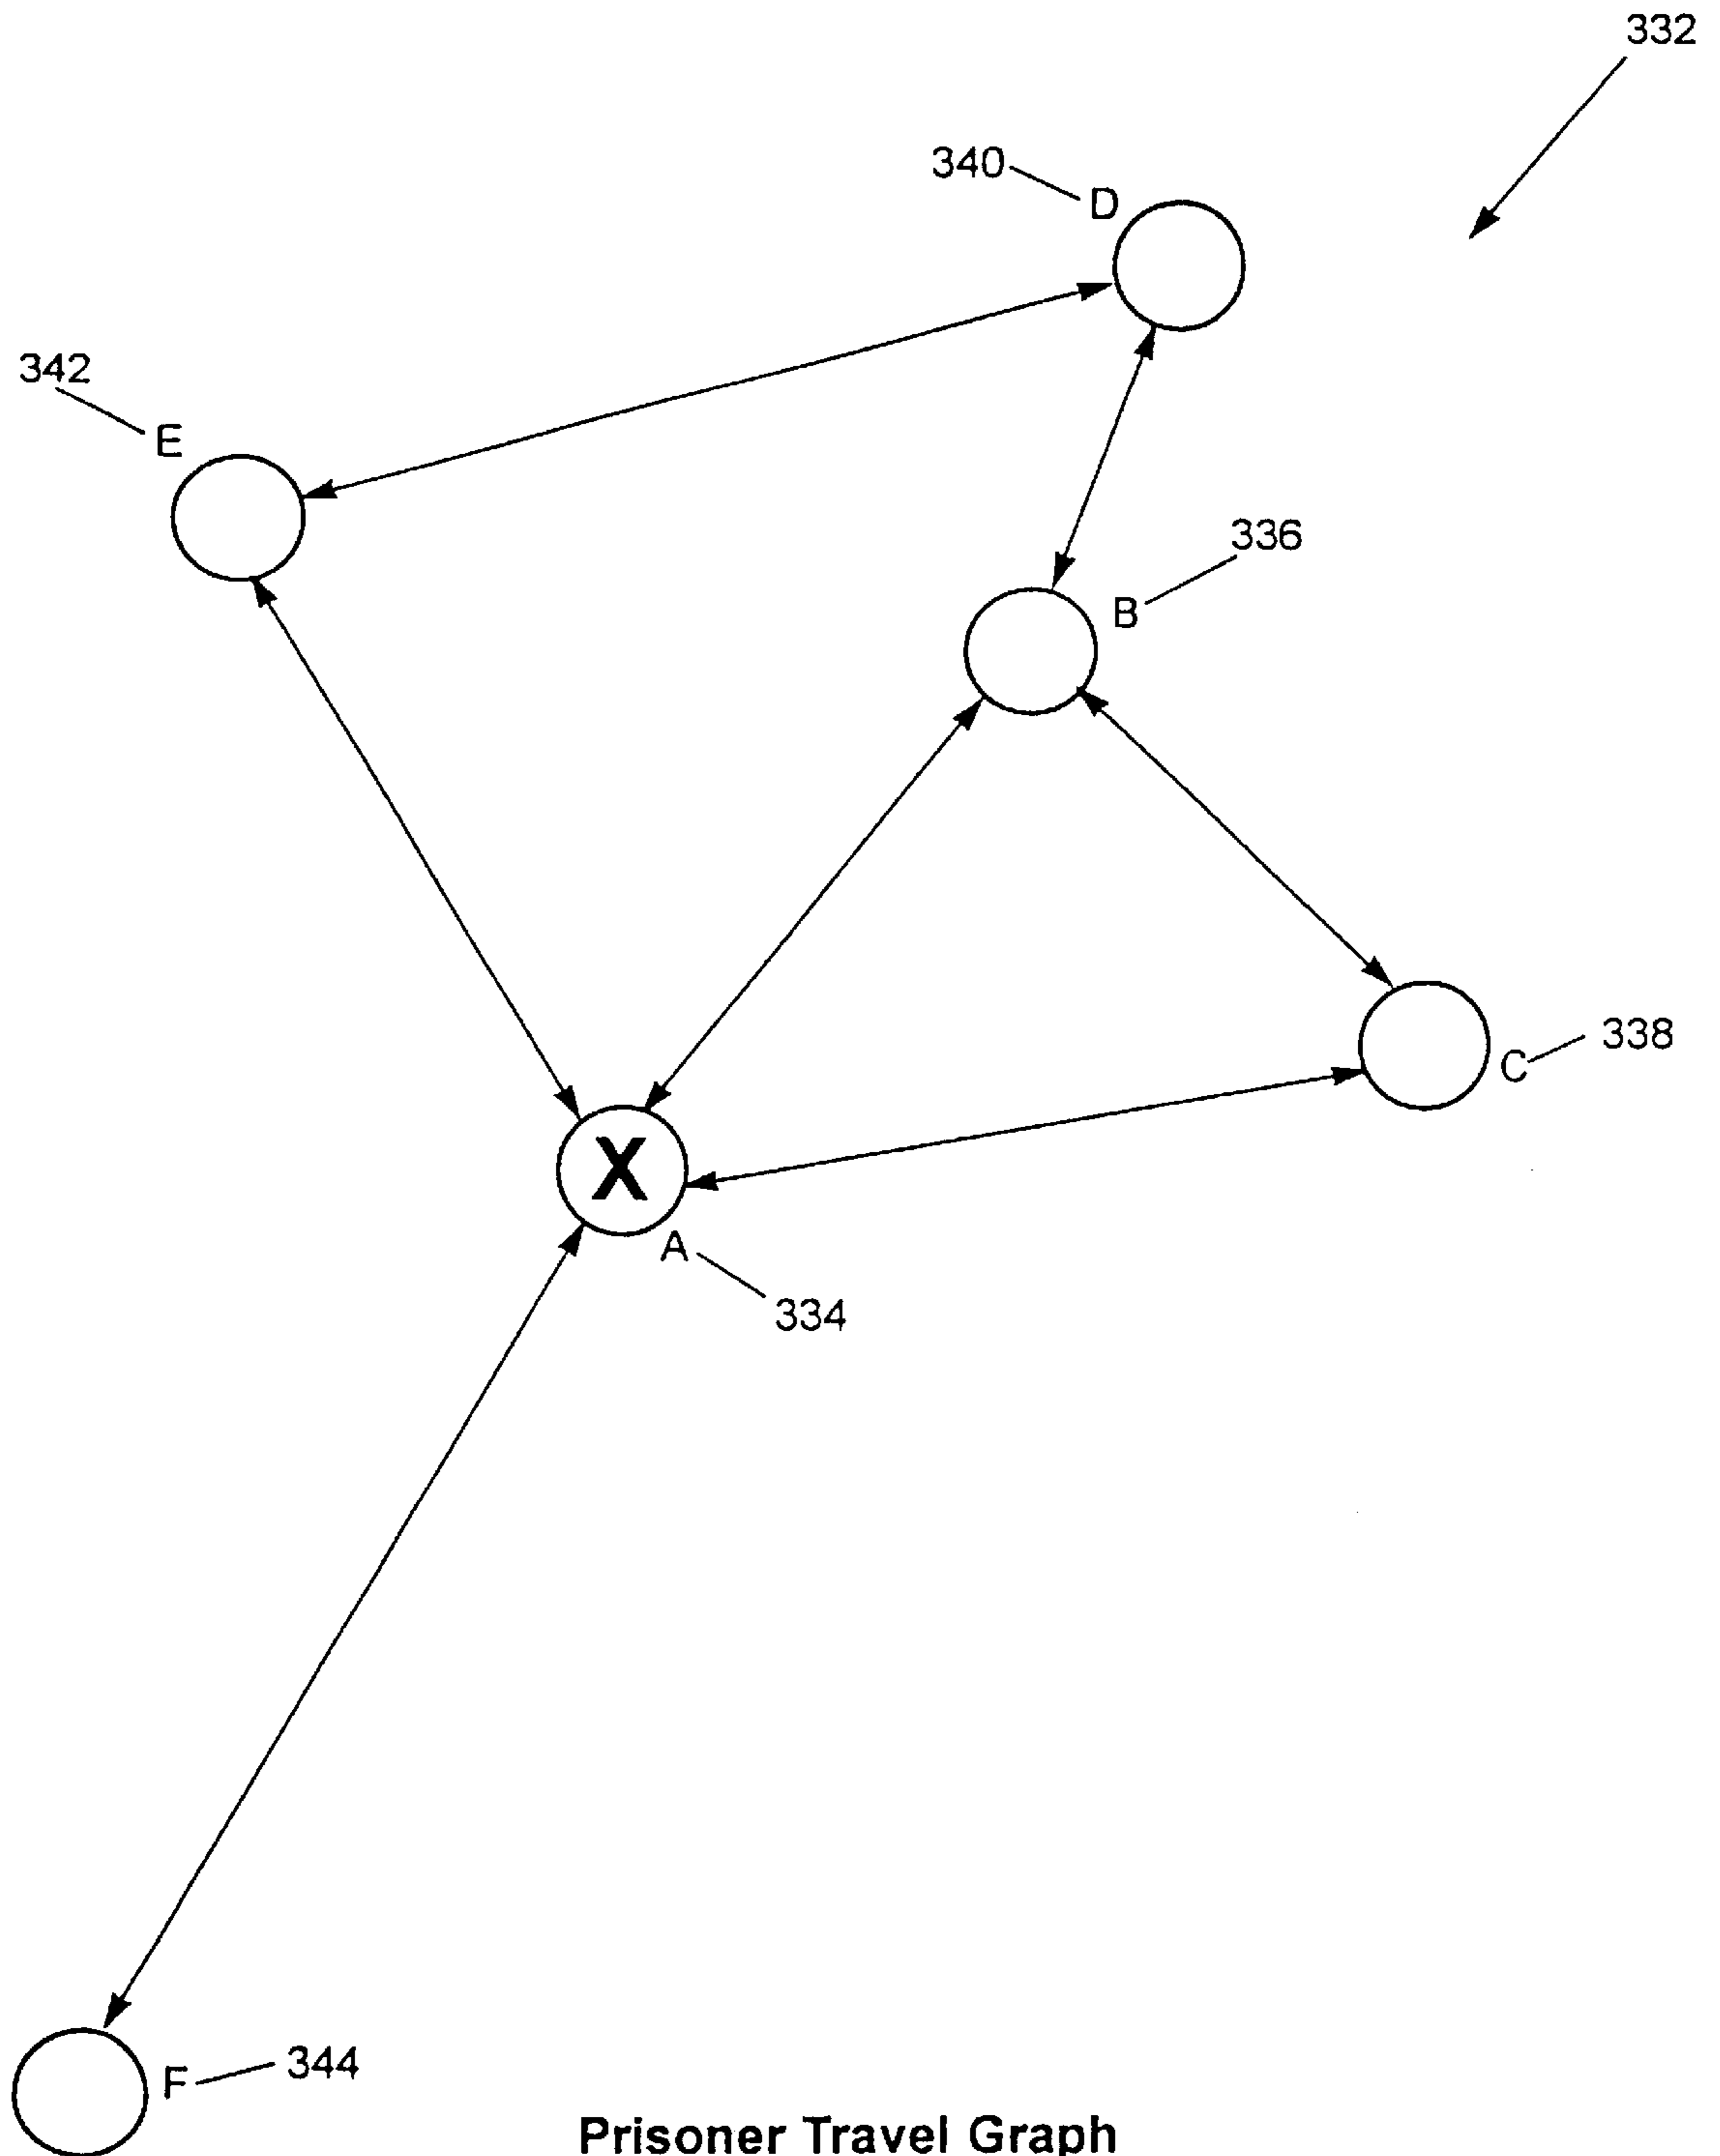 332
340
D
342
E
336
B
338
C
X
A
334
344
F
Prisoner Travel Graph